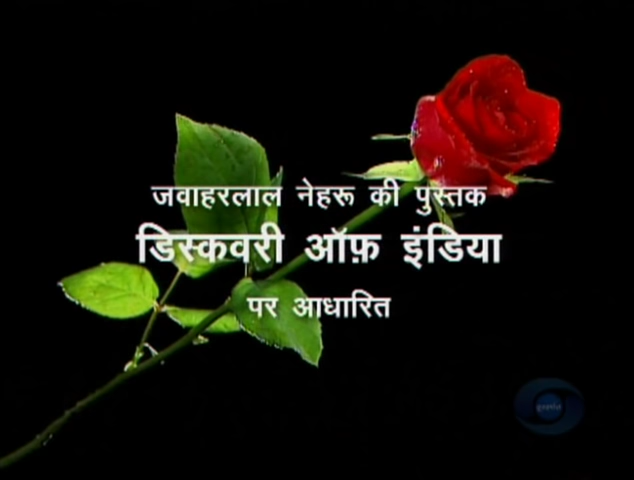 जवाहरलाल नेहरू की पुस्तक
डिस्कवरी ऑफ़ इंडिया
पर आधारित